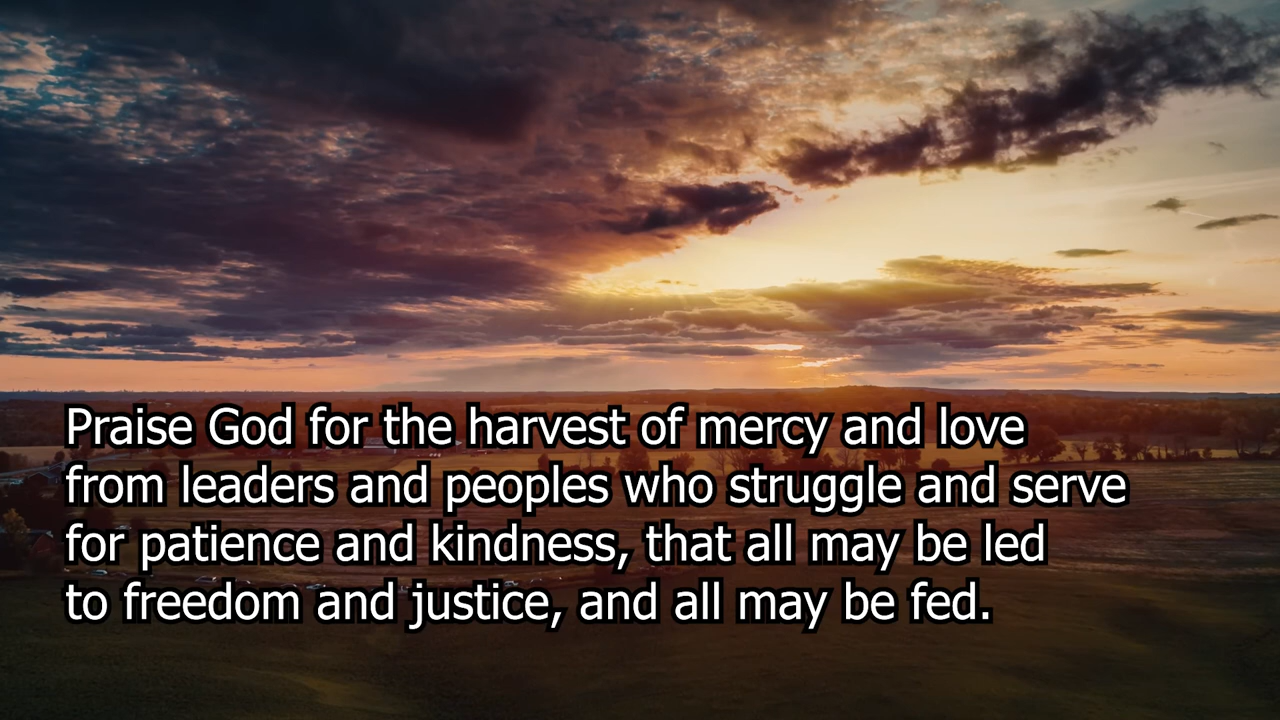 Praise God for the harvest of mercy and love
from leaders and peoples who struggle and serve
for patience and kindness, that all may be led
to freedom and justice, and all may be fed.